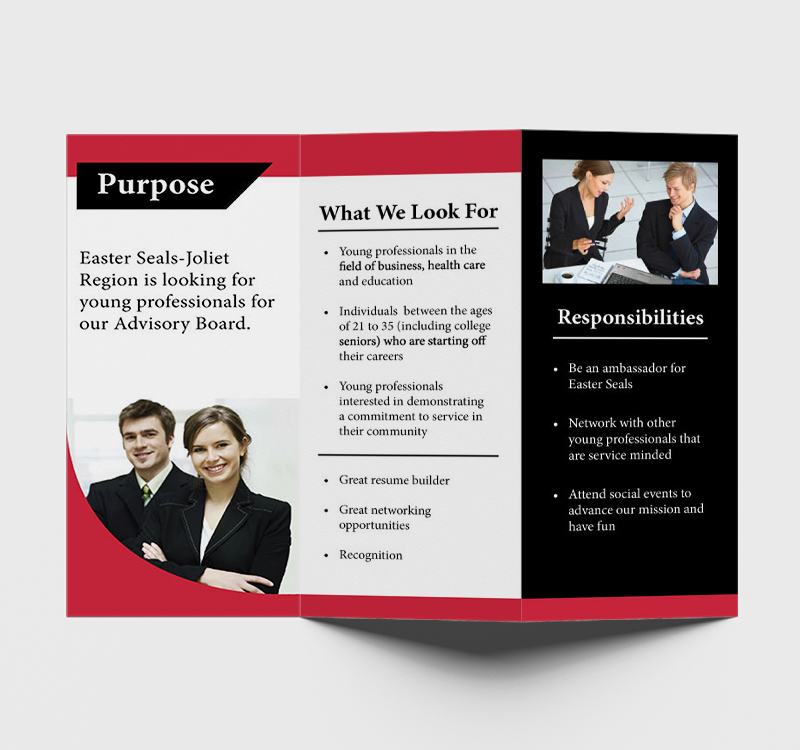 Purpose
Easter Seals-Joliet
Region is looking for
young professionals for
our Advisory Board.
What We Look For
• Young professionals in the
field of business, health care
and education
• Individuals between the ages
of 21 to 35 (including college
seniors) who are starting off
their careers
• Young professionals
interested in demonstrating
a commitment to service in
their community
• Great resume builder
• Great networking
opportunities
• Recognition
Responsibilities
• Be an ambassador for
Easter Seals
• Network with other
young professionals that
are service minded
• Attend social events to
advance our mission and
have fun